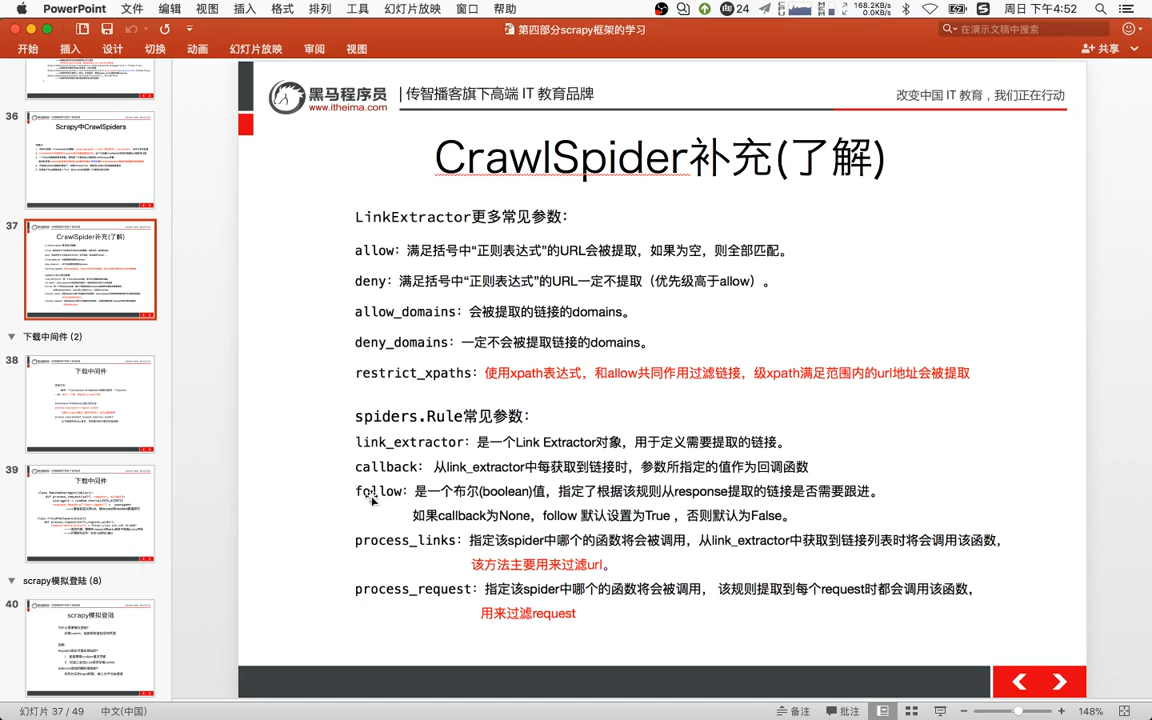 PowerPoint 文件 编辑 视图 插入 格式 排列 工具 幻灯片放映 窗口 帮助 24 168.2KB/s 0.0KB/s 周日 下午4:52
第四部分scrapy框架的学习
在演示文稿中搜索
开始 插入 设计 切换 动画 幻灯片放映 审阅 视图 共享
36
Scrapy中CrawlSpiders
37
CrawlSpider补充(了解)
下载中间件 (2)
38
下载中间件
39
下载中间件
scrapy模拟登陆 (8)
40
scrapy模拟登陆
黑马程序员
www.itheima.com
传智播客旗下高端 IT 教育品牌
改变中国 IT 教育，我们正在行动
CrawlSpider补充(了解)
LinkExtractor更多常见参数：
allow：满足括号中“正则表达式”的URL会被提取，如果为空，则全部匹配。
deny：满足括号中“正则表达式”的URL一定不提取（优先级高于allow）。
allow_domains：会被提取的链接的domains。
deny_domains：一定不会被提取链接的domains。
restrict_xpaths：使用xpath表达式，和allow共同作用过滤链接，级xpath满足范围内的url地址会被提取
spiders.Rule常见参数：
link_extractor：是一个Link Extractor对象，用于定义需要提取的链接。
callback：从link_extractor中每获取到链接时，参数所指定的值作为回调函数
follow：是一个布尔(boolean)值，指定了根据该规则从response提取的链接是否需要跟进。
如果callback为None，follow 默认设置为True ，否则默认为False。
process_links：指定该spider中哪个的函数将会被调用，从link_extractor中获取到链接列表时将会调用该函数，
该方法主要用来过滤url。
process_request：指定该spider中哪个的函数将会被调用， 该规则提取到每个request时都会调用该函数，
用来过滤request
幻灯片 37 / 49 中文(中国) 备注 批注 148%